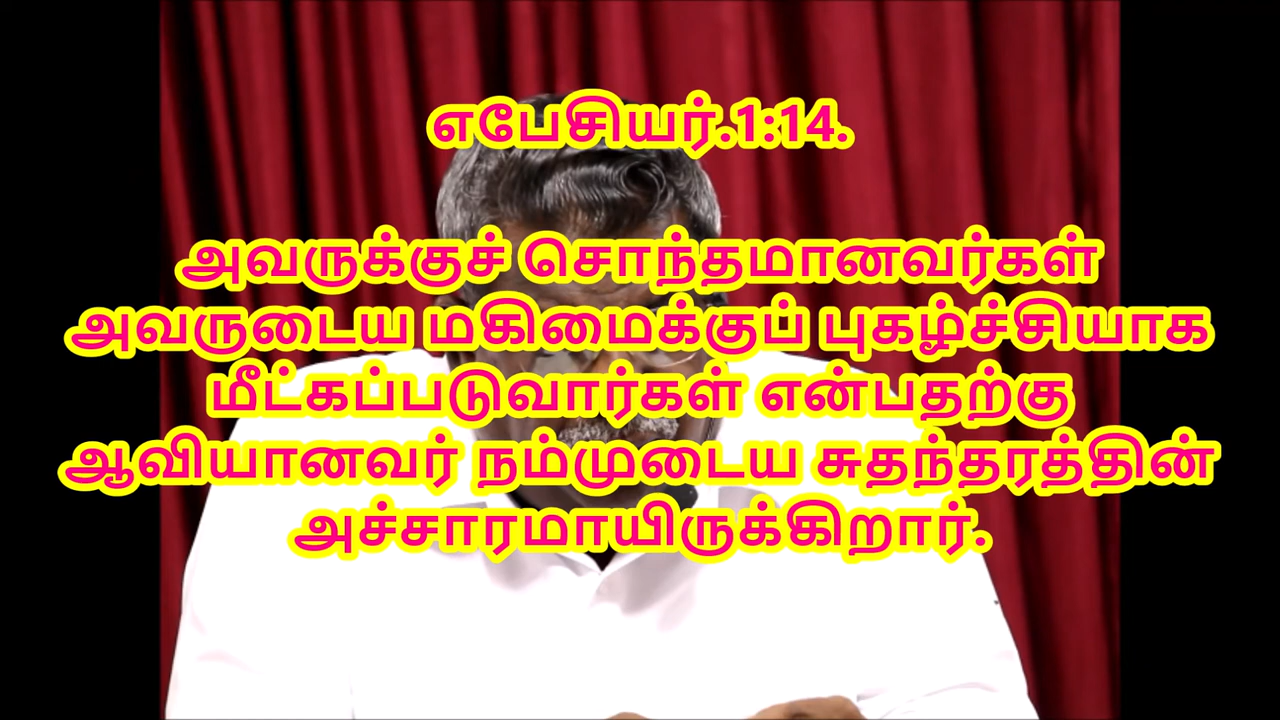 எபேசியர்.1:14.
அவருக்குச் சொந்தமானவர்கள்
அவருடைய மகிமைக்குப் புகழ்ச்சியாக
மீட்கப்படுவார்கள் என்பதற்கு
ஆவியானவர் நம்முடைய சுதந்தரத்தின்
அச்சாரமாயிருக்கிறார்.